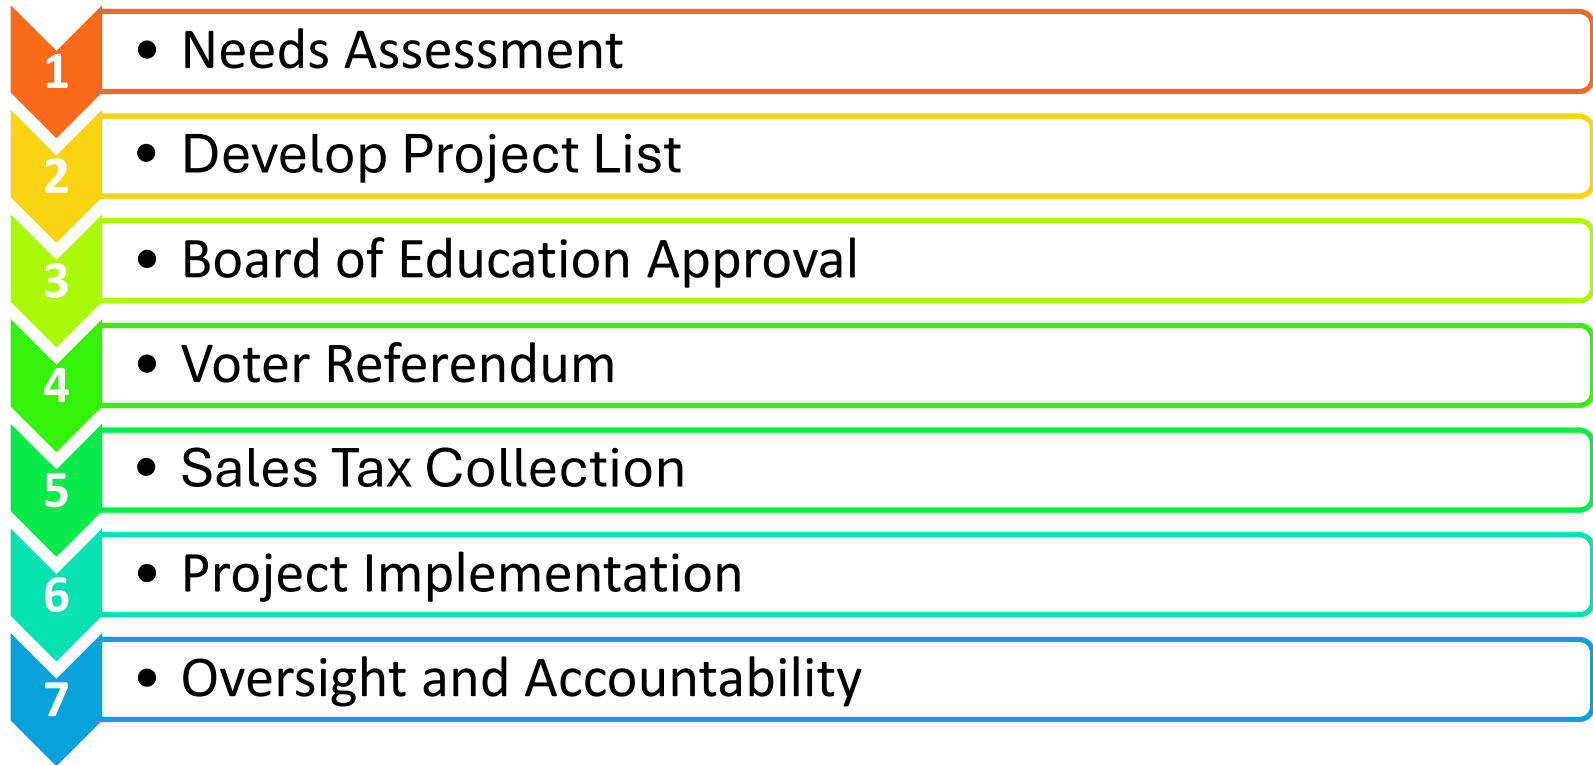 1 • Needs Assessment
2 • Develop Project List
3 • Board of Education Approval
4 • Voter Referendum
5 • Sales Tax Collection
6 • Project Implementation
7 • Oversight and Accountability